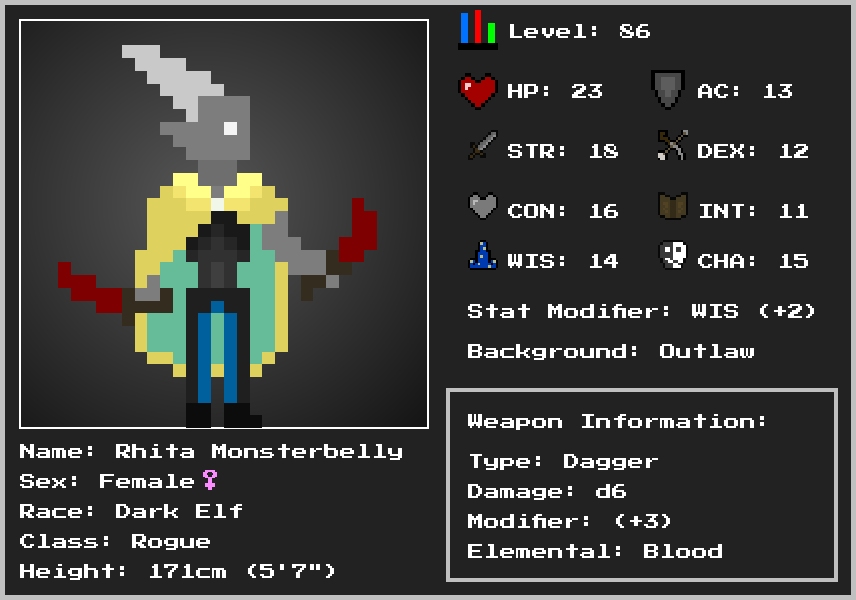 Level: 86
HP: 23 AC: 13
STR: 18 DEX: 12
CON: 16 INT: 11
WIS: 14 CHA: 15
Stat Modifier: WIS (+2)
Background: Outlaw
Name: Rhita Monsterbelly
Sex: Female♀
Race: Dark Elf
Class: Rogue
Height: 171cm (5'7")
Weapon Information:
Type: Dagger
Damage: d6
Modifier: (+3)
Elemental: Blood